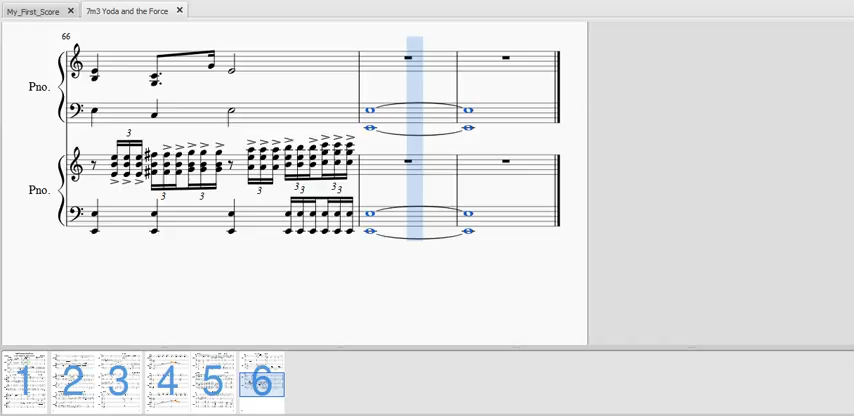 My_First_Score ✕ 7m3 Yoda and the Force ✕
66
Pno.
3
3 3 3 3 3
Pno.
1 2 3 4 5 6